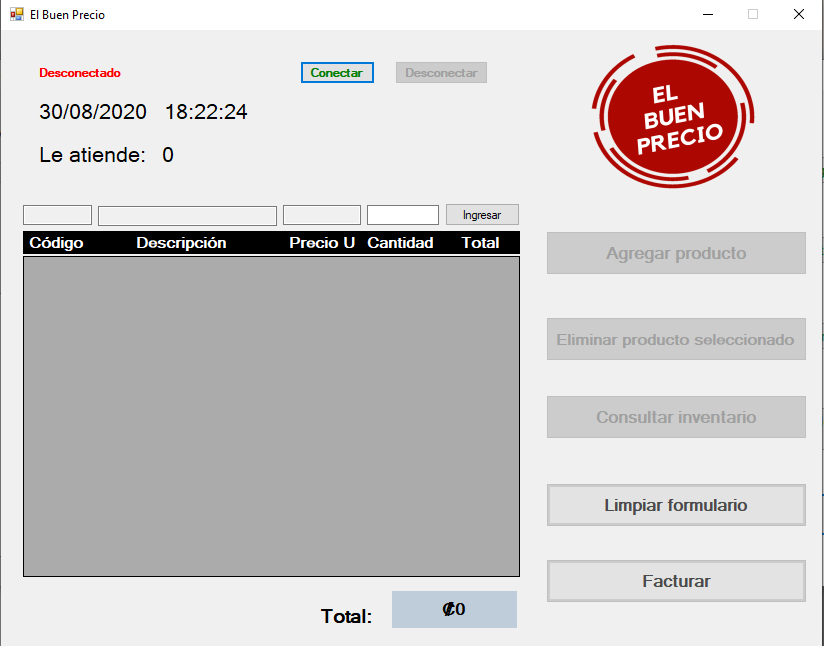 El Buen Precio
Desconectado Conectar Desconectar
30/08/2020 18:22:24
Le atiende: 0
EL
BUEN
PRECIO
Ingresar
Código Descripción Precio U Cantidad Total
Agregar producto
Eliminar producto seleccionado
Consultar inventario
Limpiar formulario
Facturar
Total: ₡0